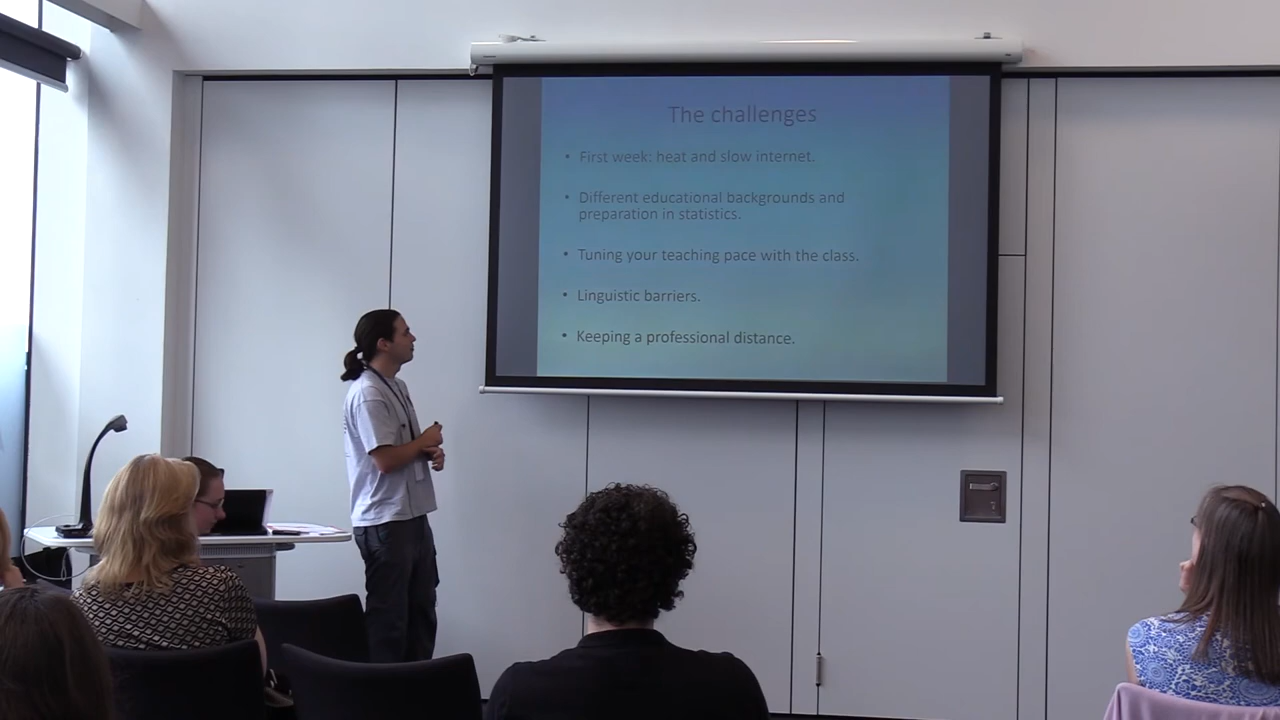 The challenges
• First week: heat and slow internet.
• Different educational backgrounds and
preparation in statistics.
• Tuning your teaching pace with the class.
• Linguistic barriers.
• Keeping a professional distance.